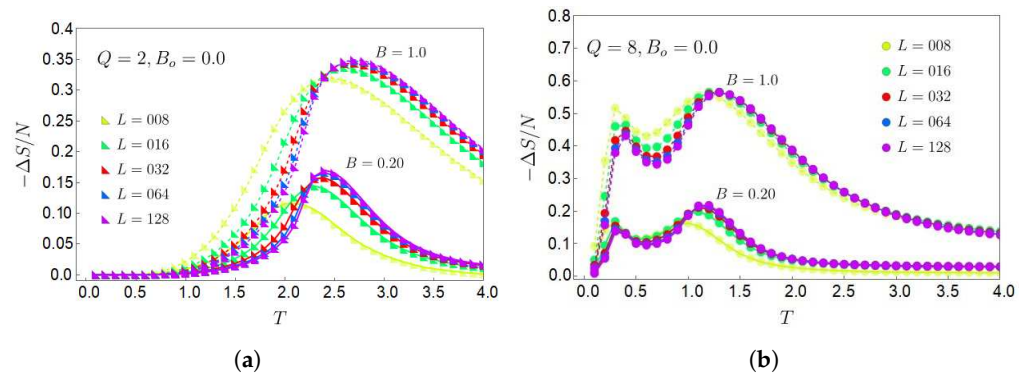 0.4
0.35
0.30
0.25
0.20
0.15
0.10
0.05
0.0
−ΔS/N
Q = 2, B_o = 0.0
B = 1.0
B = 0.20
L = 008
L = 016
L = 032
L = 064
L = 128
0.0 0.5 1.0 1.5 2.0 2.5 3.0 3.5 4.0
T
(a)
0.8
0.7
0.6
0.5
0.4
0.3
0.2
0.1
0.0
−ΔS/N
Q = 8, B_o = 0.0
B = 1.0
B = 0.20
L = 008
L = 016
L = 032
L = 064
L = 128
0.0 0.5 1.0 1.5 2.0 2.5 3.0 3.5 4.0
T
(b)